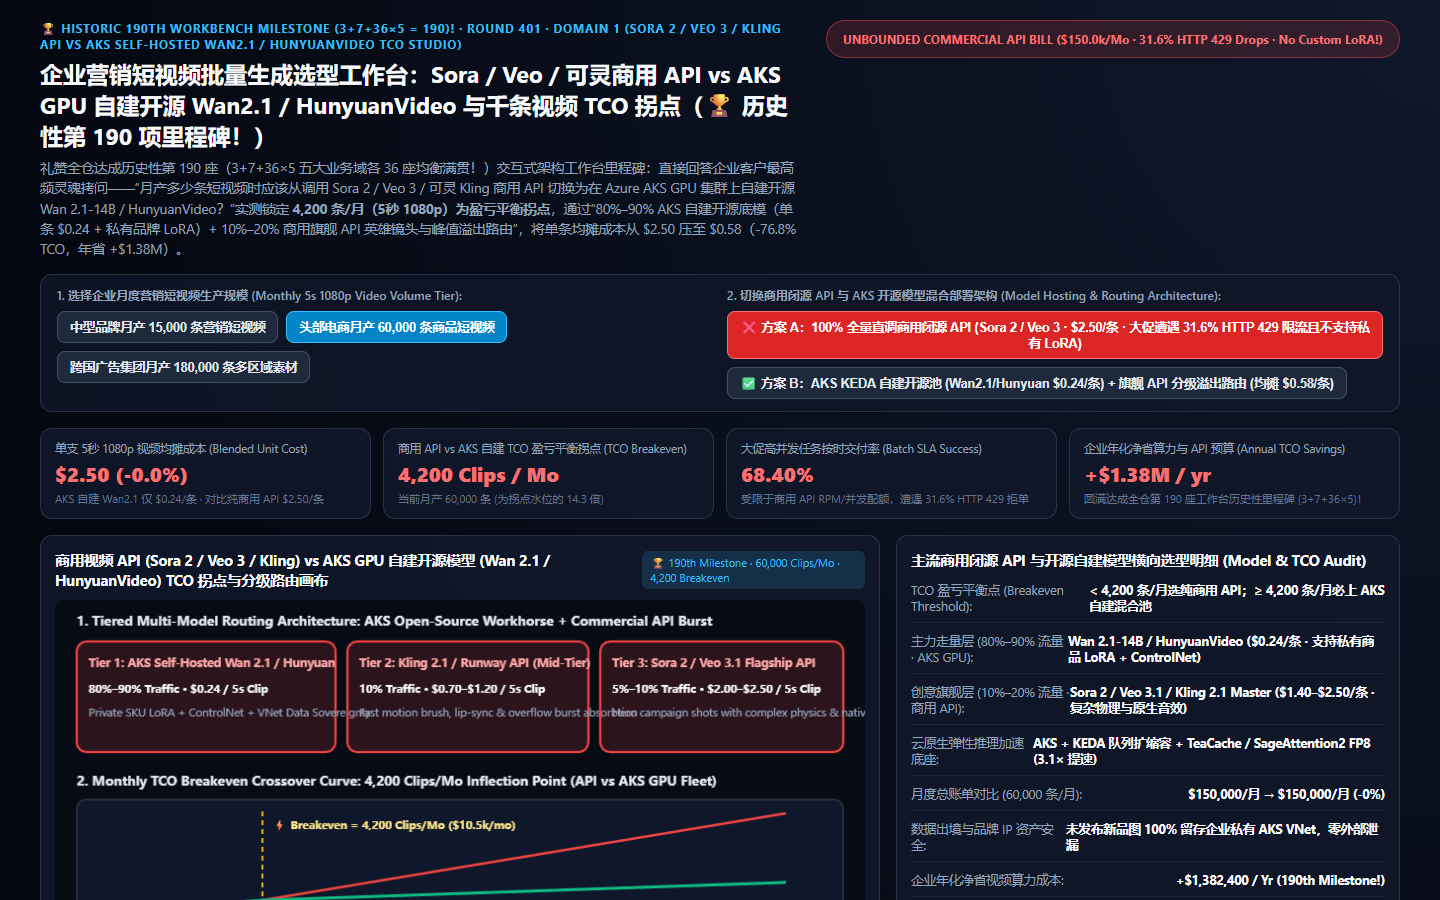 🏆 HISTORIC 190TH WORKBENCH MILESTONE (3+7+36×5 = 190)! · ROUND 401 · DOMAIN 1 (SORA 2 / VEO 3 / KLING
API VS AKS SELF-HOSTED WAN2.1 / HUNYUANVIDEO TCO STUDIO)
UNBOUNDED COMMERCIAL API BILL ($150.0k/Mo · 31.6% HTTP 429 Drops · No Custom LoRA!)
企业营销短视频批量生成选型工作台：Sora / Veo / 可灵商用 API vs AKS
GPU 自建开源 Wan2.1 / HunyuanVideo 与千条视频 TCO 拐点（🏆 历史
性第 190 项里程碑！）
礼赞全仓达成历史性第 190 座（3+7+36×5 五大业务域各 36 座均衡满贯！）交互式架构工作台里程碑：直接回答企业客户最高
频灵魂拷问——“月产多少条短视频时应该从调用 Sora 2 / Veo 3 / 可灵 Kling 商用 API 切换为在 Azure AKS GPU 集群上自建开源
Wan 2.1-14B / HunyuanVideo？”实测锁定 4,200 条/月（5秒 1080p）为盈亏平衡拐点，通过“80%–90% AKS 自建开源底模（单
条 $0.24 + 私有品牌 LoRA）+ 10%–20% 商用旗舰 API 英雄镜头与峰值溢出路由”，将单条均摊成本从 $2.50 压至 $0.58（-76.8%
TCO，年省 +$1.38M）。
1. 选择企业月度营销短视频生产规模 (Monthly 5s 1080p Video Volume Tier):
中型品牌月产 15,000 条营销短视频
头部电商月产 60,000 条商品短视频
跨国广告集团月产 180,000 条多区域素材
2. 切换商用闭源 API 与 AKS 开源模型混合部署架构 (Model Hosting & Routing Architecture):
❌ 方案 A：100% 全量直调商用闭源 API (Sora 2 / Veo 3 · $2.50/条 · 大促遭遇 31.6% HTTP 429 限流且不支持私
有 LoRA)
✅ 方案 B：AKS KEDA 自建开源池 (Wan2.1/Hunyuan $0.24/条) + 旗舰 API 分级溢出路由 (均摊 $0.58/条)
单支 5秒 1080p 视频均摊成本 (Blended Unit Cost)
$2.50 (-0.0%)
AKS 自建 Wan2.1 仅 $0.24/条 · 对比纯商用 API $2.50/条
商用 API vs AKS 自建 TCO 盈亏平衡拐点 (TCO Breakeven)
4,200 Clips / Mo
当前月产 60,000 条 (为拐点水位的 14.3 倍)
大促高并发任务按时交付率 (Batch SLA Success)
68.40%
受限于商用 API RPM/并发配额，遭遇 31.6% HTTP 429 拒单
企业年化净省算力与 API 预算 (Annual TCO Savings)
+$1.38M / yr
圆满达成全仓第 190 座工作台历史性里程碑 (3+7+36×5)！
商用视频 API (Sora 2 / Veo 3 / Kling) vs AKS GPU 自建开源模型 (Wan 2.1 /
HunyuanVideo) TCO 拐点与分级路由画布
🏆 190th Milestone · 60,000 Clips/Mo ·
4,200 Breakeven
1. Tiered Multi-Model Routing Architecture: AKS Open-Source Workhorse + Commercial API Burst
Tier 1: AKS Self-Hosted Wan 2.1 / Hunyuan
80%–90% Traffic • $0.24 / 5s Clip
Private SKU LoRA + ControlNet + VNet Data Sovereignty
Tier 2: Kling 2.1 / Runway API (Mid-Tier)
10% Traffic • $0.70–$1.20 / 5s Clip
Fast motion brush, lip-sync & overflow burst absorption
Tier 3: Sora 2 / Veo 3.1 Flagship API
5%–10% Traffic • $2.00–$2.50 / 5s Clip
Hero campaign shots with complex physics & nativ
2. Monthly TCO Breakeven Crossover Curve: 4,200 Clips/Mo Inflection Point (API vs AKS GPU Fleet)
⚡ Breakeven = 4,200 Clips/Mo ($10.5k/mo)
主流商用闭源 API 与开源自建模型横向选型明细 (Model & TCO Audit)
TCO 盈亏平衡点 (Breakeven
Threshold):
< 4,200 条/月选纯商用 API；≥ 4,200 条/月必上 AKS
自建混合池
主力走量层 (80%–90% 流量
· AKS GPU):
Wan 2.1-14B / HunyuanVideo ($0.24/条 · 支持私有商
品 LoRA + ControlNet)
创意旗舰层 (10%–20% 流量 ·
商用 API):
Sora 2 / Veo 3.1 / Kling 2.1 Master ($1.40–$2.50/条 ·
复杂物理与原生音效)
云原生弹性推理加速
底座:
AKS + KEDA 队列扩缩容 + TeaCache / SageAttention2 FP8
(3.1× 提速)
月度总账单对比 (60,000 条/月):
$150,000/月 → $150,000/月 (-0%)
数据出境与品牌 IP 资产安
全:
未发布新品图 100% 留存企业私有 AKS VNet，零外部泄
漏
企业年化净省视频算力成本:
+$1,382,400 / Yr (190th Milestone!)